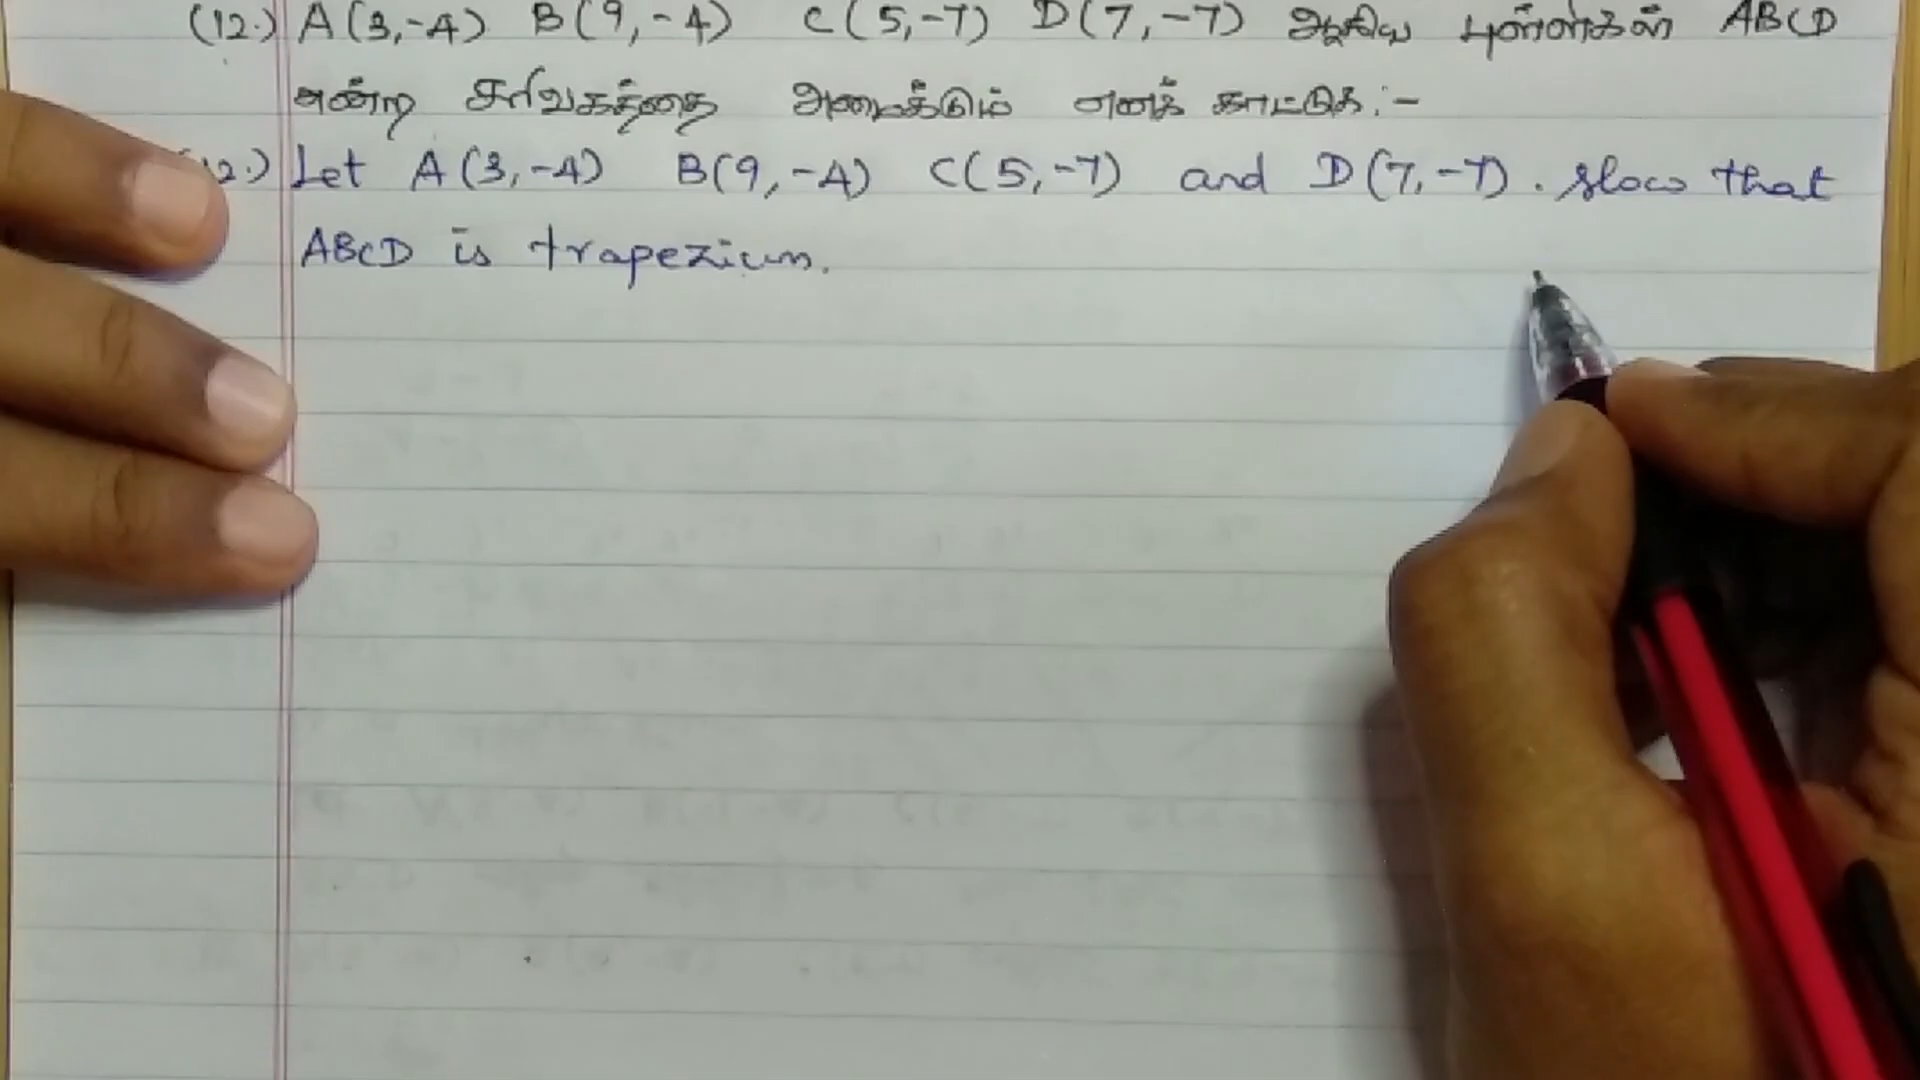 (12.) A(3,-4) B(9,-4) C(5,-7) D(7,-7) ஆகிய புள்ளிகள் ABCD
என்ற சரிவகத்தை அமைக்கும் எனக் காட்டுக:-
12.) Let A(3,-4) B(9,-4) C(5,-7) and D(7,-7). show that
ABCD is trapezium.